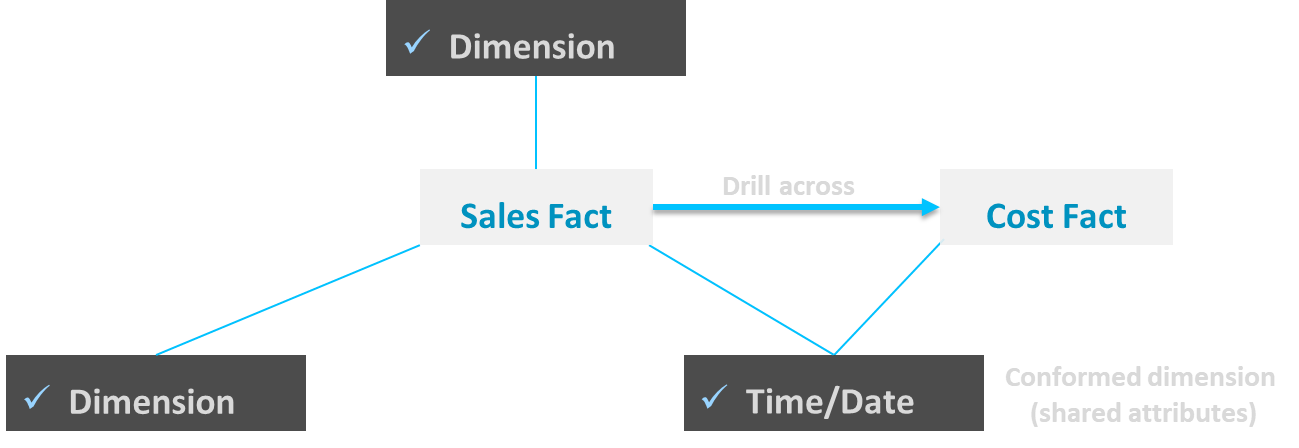 ✓ Dimension
Drill across
Sales Fact
Cost Fact
✓ Dimension
✓ Time/Date
Conformed dimension
(shared attributes)